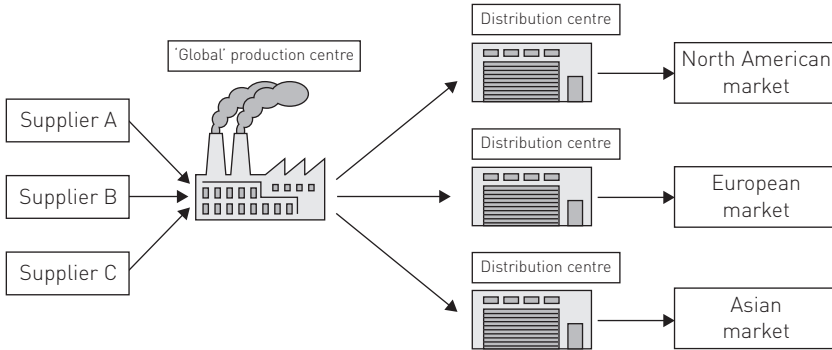 Distribution centre
'Global' production centre
North American
market
Supplier A
Distribution centre
Supplier B
European
market
Supplier C
Distribution centre
Asian
market